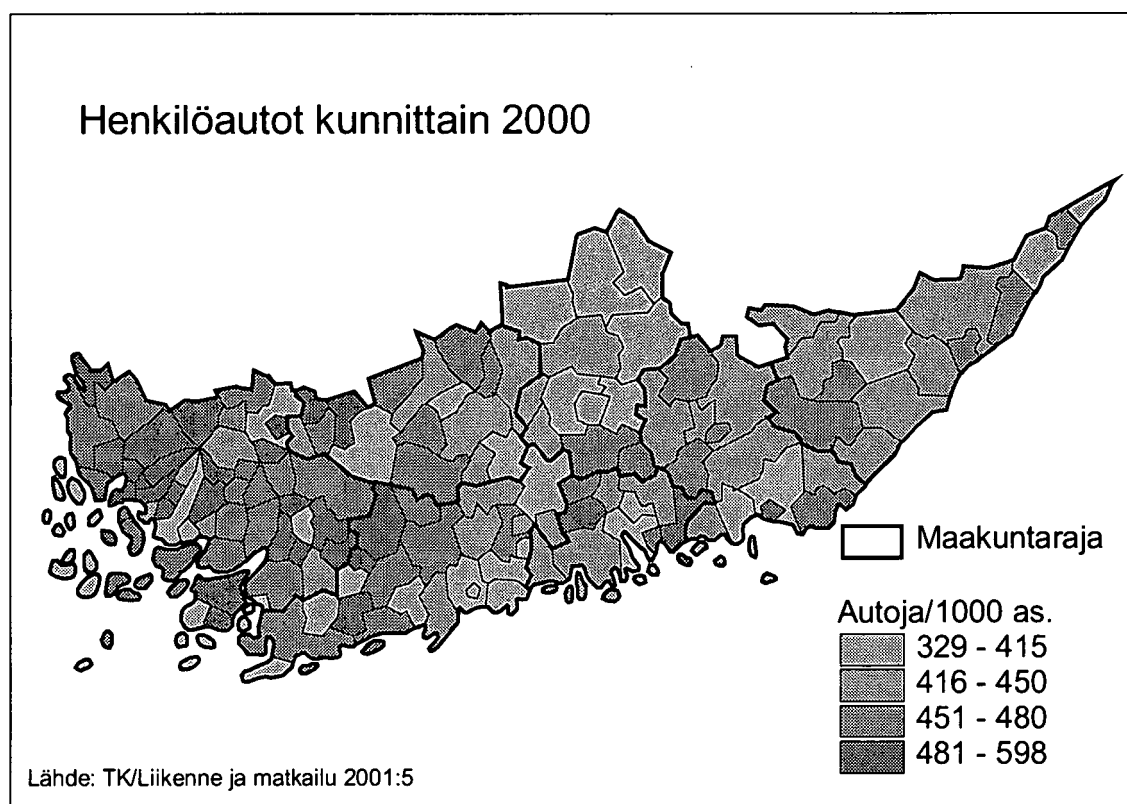 Henkilöautot kunnittain 2000
Maakuntaraja
Autoja/1000 as.
329 - 415
416 - 450
451 - 480
481 - 598
Lähde: TK/Liikenne ja matkailu 2001:5